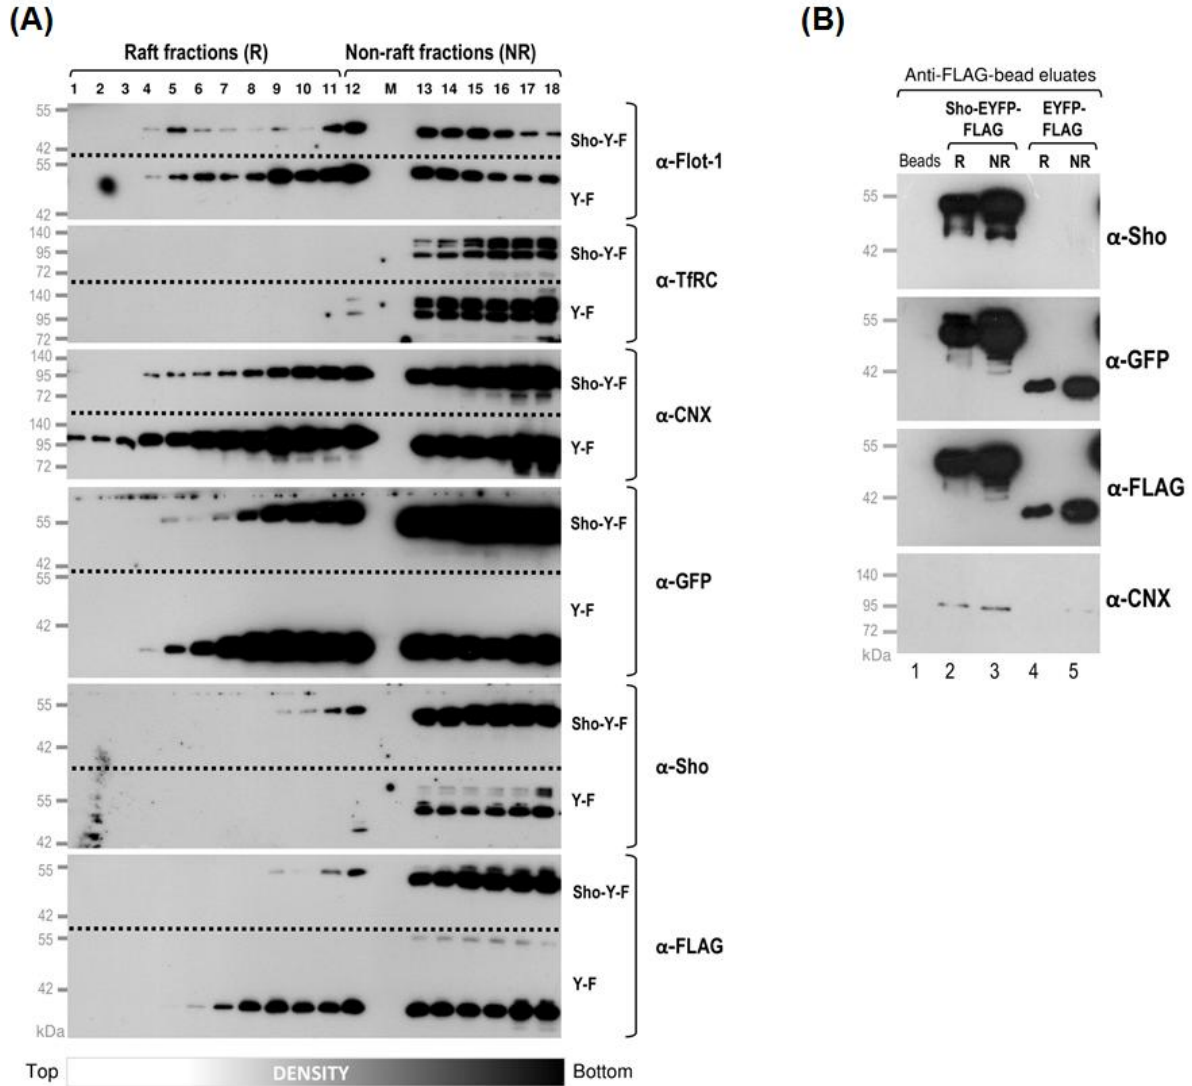 (A)
Raft fractions (R) Non-raft fractions (NR)
1 2 3 4 5 6 7 8 9 10 11 12 M 13 14 15 16 17 18
55
42
Sho-Y-F
55
42
Y-F
α-Flot-1
140
95
72
Sho-Y-F
140
95
72
Y-F
α-TfRC
140
95
72
Sho-Y-F
140
95
72
Y-F
α-CNX
55
42
Sho-Y-F
55
42
Y-F
α-GFP
55
42
Sho-Y-F
55
42
Y-F
α-Sho
55
42
Sho-Y-F
55
42
kDa
Y-F
α-FLAG
Top DENSITY Bottom
(B)
Anti-FLAG-bead eluates
Sho-EYFP-FLAG EYFP-FLAG
Beads R NR R NR
55
42
α-Sho
55
42
α-GFP
55
42
α-FLAG
140
95
72
kDa
α-CNX
1 2 3 4 5